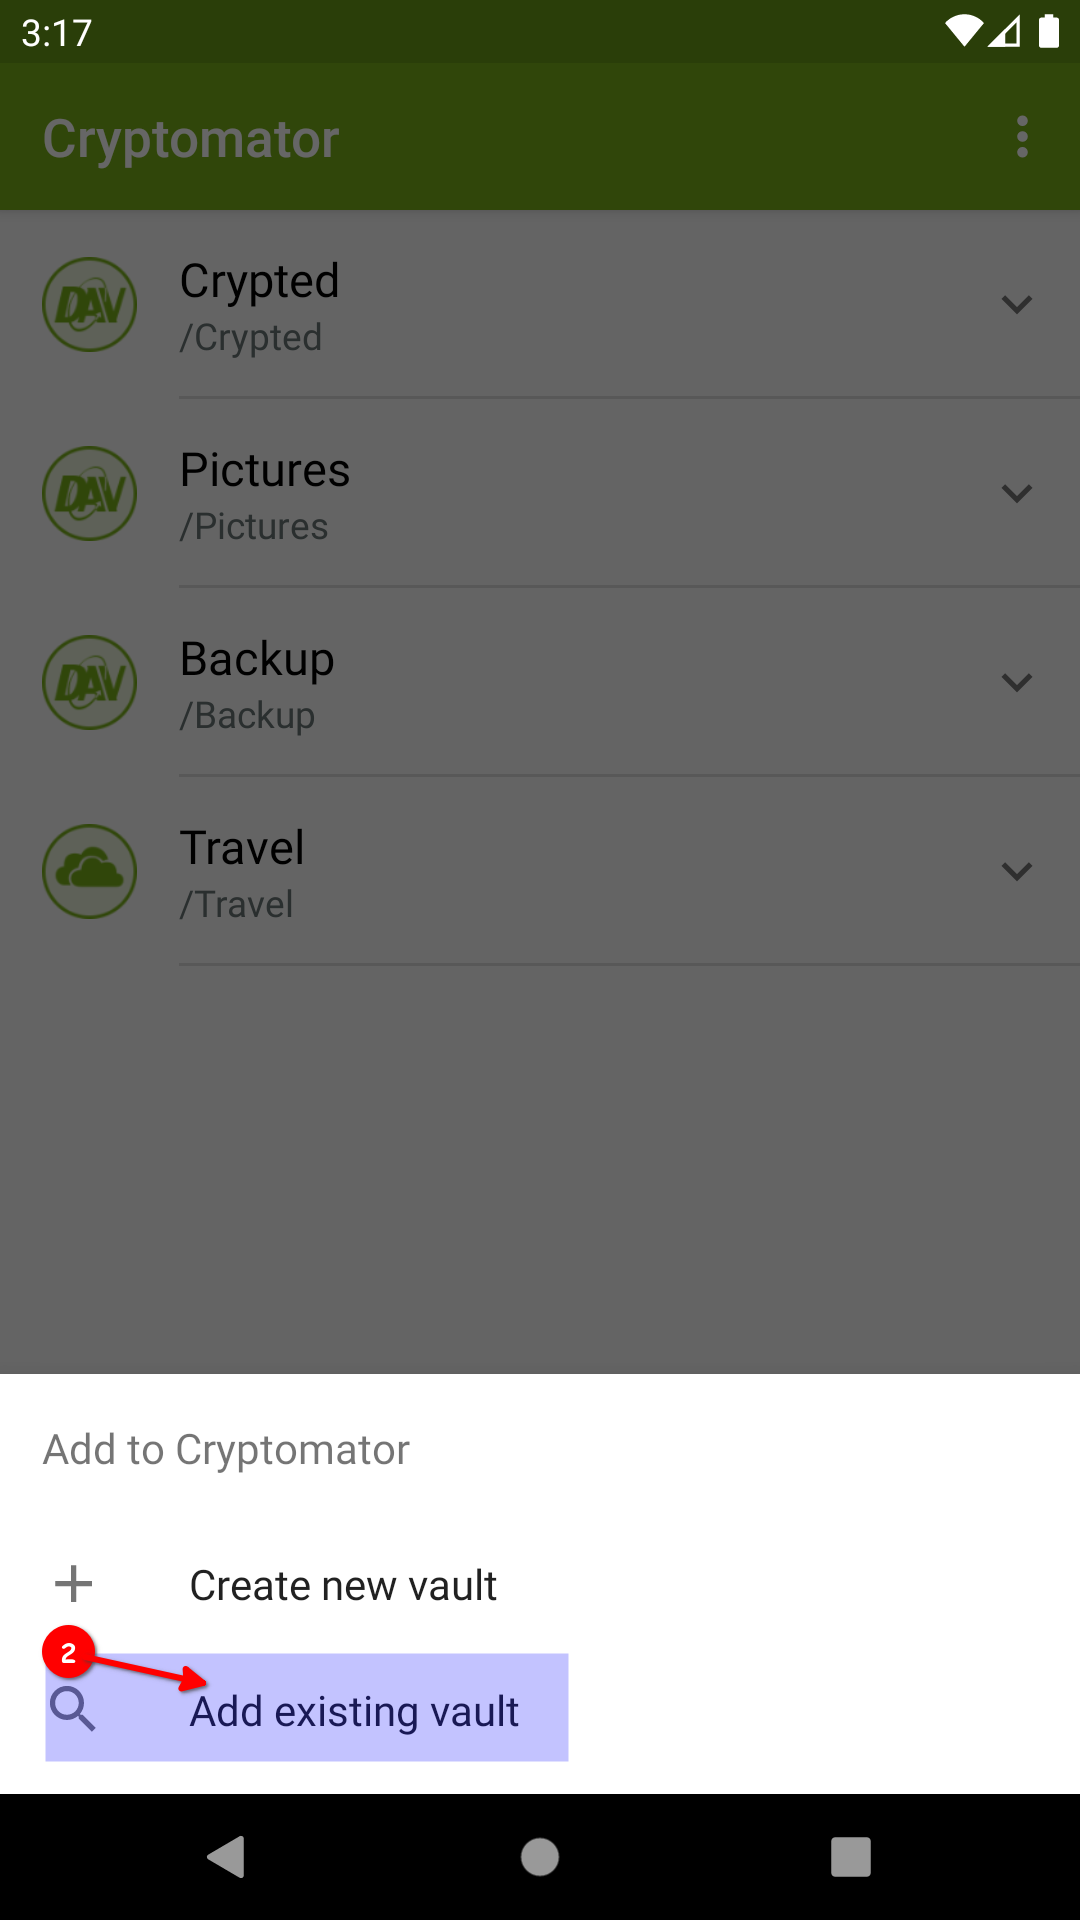 3:17
Cryptomator
DAV
Crypted
/Crypted
DAV
Pictures
/Pictures
DAV
Backup
/Backup
Travel
/Travel
Add to Cryptomator
Create new vault
2
Add existing vault